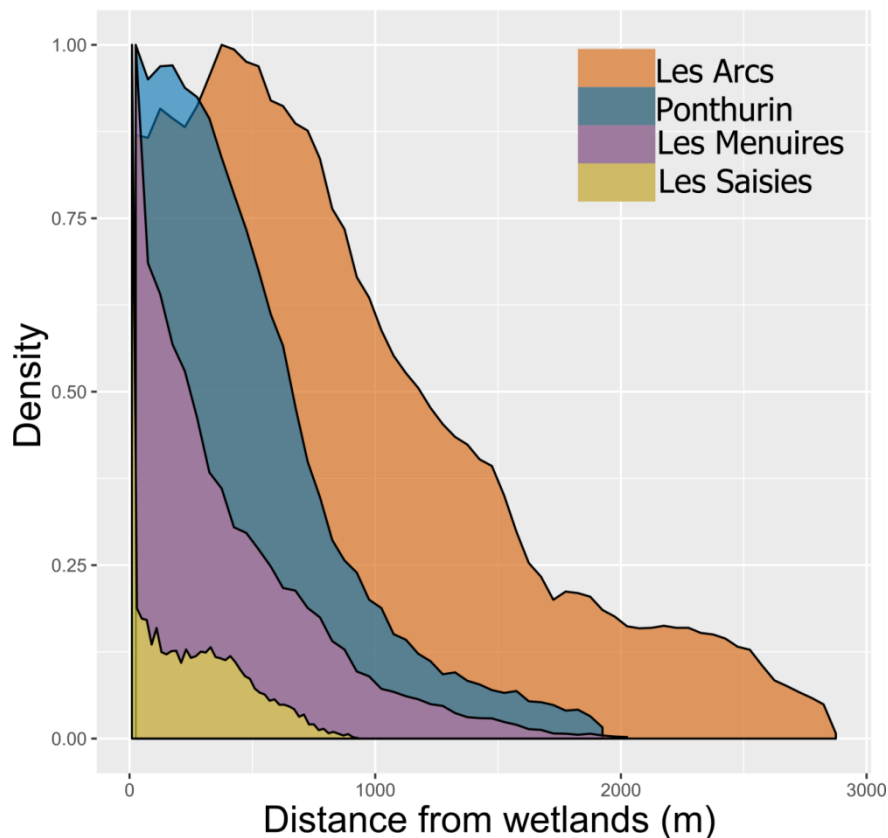 1.00
0.75
0.50
0.25
0.00
Density
Les Arcs
Ponthurin
Les Menuires
Les Saisies
0
1000
2000
3000
Distance from wetlands (m)